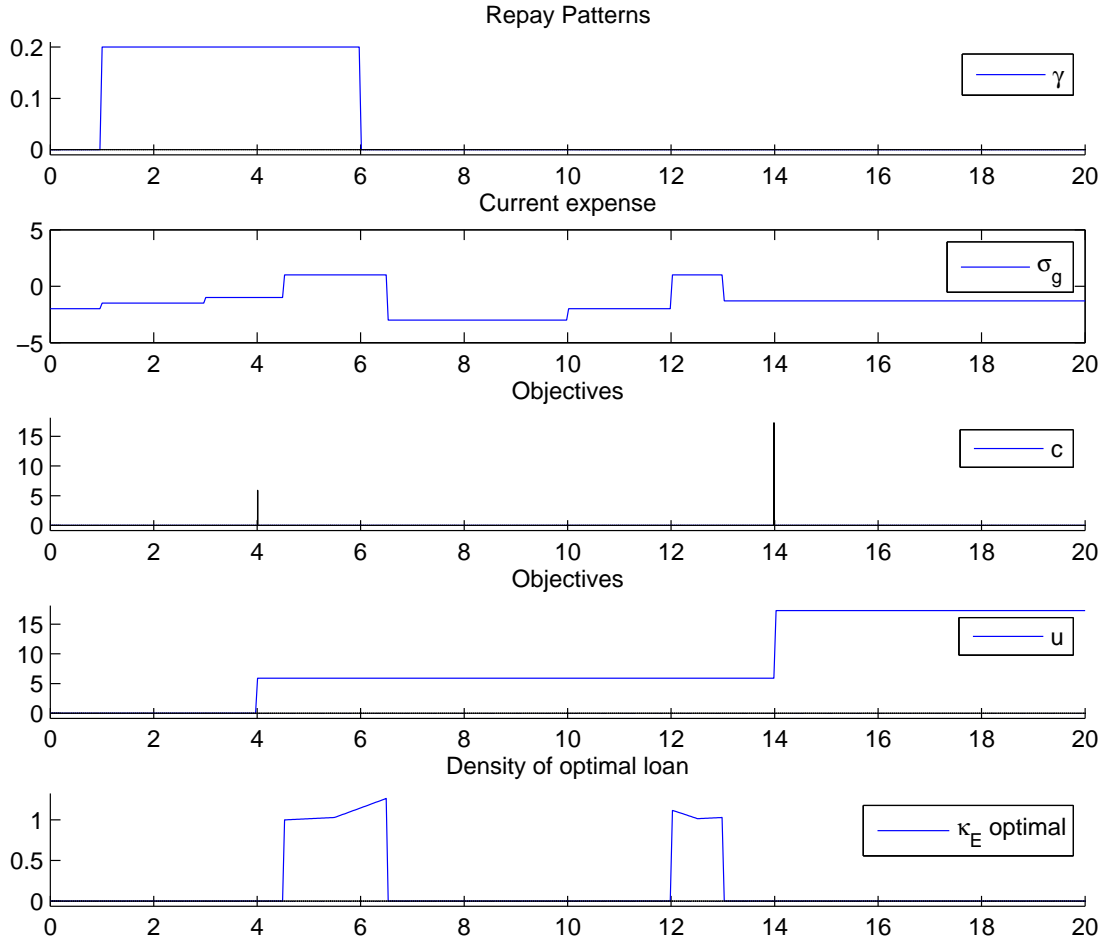 Repay Patterns
0.2
0.1
0
γ
0 2 4 6 8 10 12 14 16 18 20
Current expense
5
0
−5
σg
0 2 4 6 8 10 12 14 16 18 20
Objectives
15
10
5
0
c
0 2 4 6 8 10 12 14 16 18 20
Objectives
15
10
5
0
u
0 2 4 6 8 10 12 14 16 18 20
Density of optimal loan
1
0.5
0
κE optimal
0 2 4 6 8 10 12 14 16 18 20